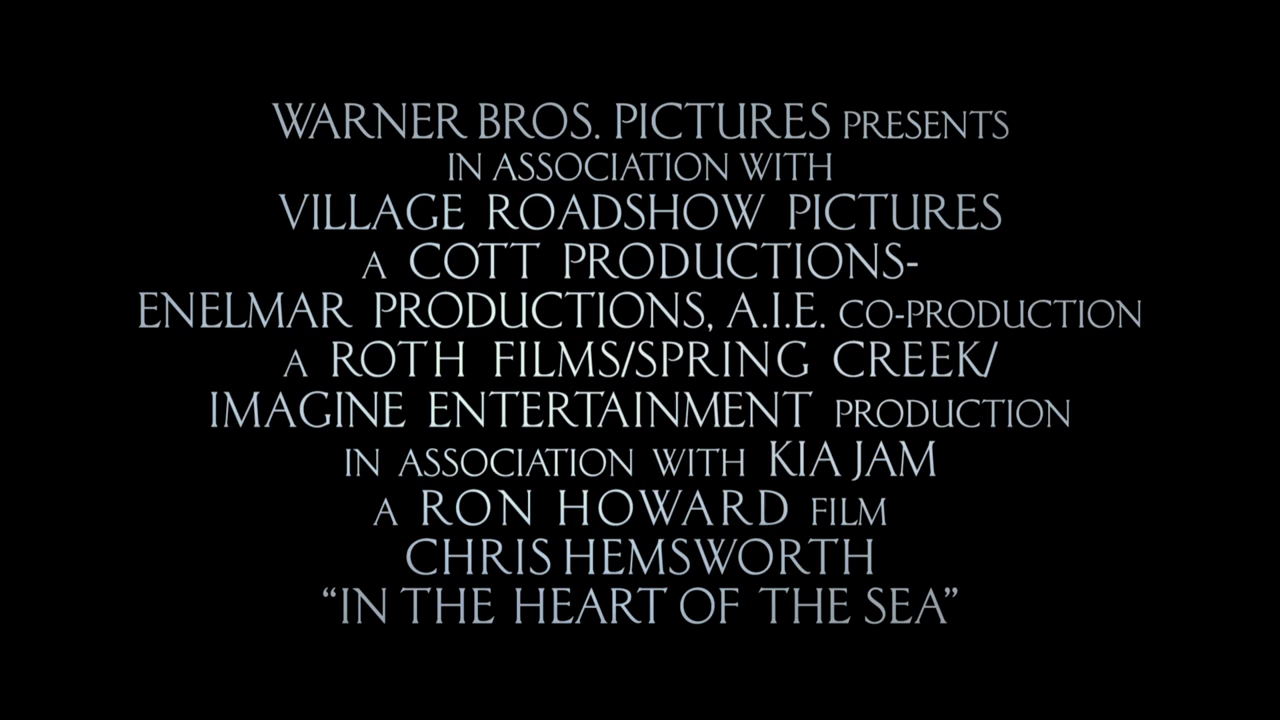 WARNER BROS. PICTURES PRESENTS
IN ASSOCIATION WITH
VILLAGE ROADSHOW PICTURES
A COTT PRODUCTIONS-
ENELMAR PRODUCTIONS, A.I.E. CO-PRODUCTION
A ROTH FILMS/SPRING CREEK/
IMAGINE ENTERTAINMENT PRODUCTION
IN ASSOCIATION WITH KIA JAM
A RON HOWARD FILM
CHRIS HEMSWORTH
“IN THE HEART OF THE SEA”